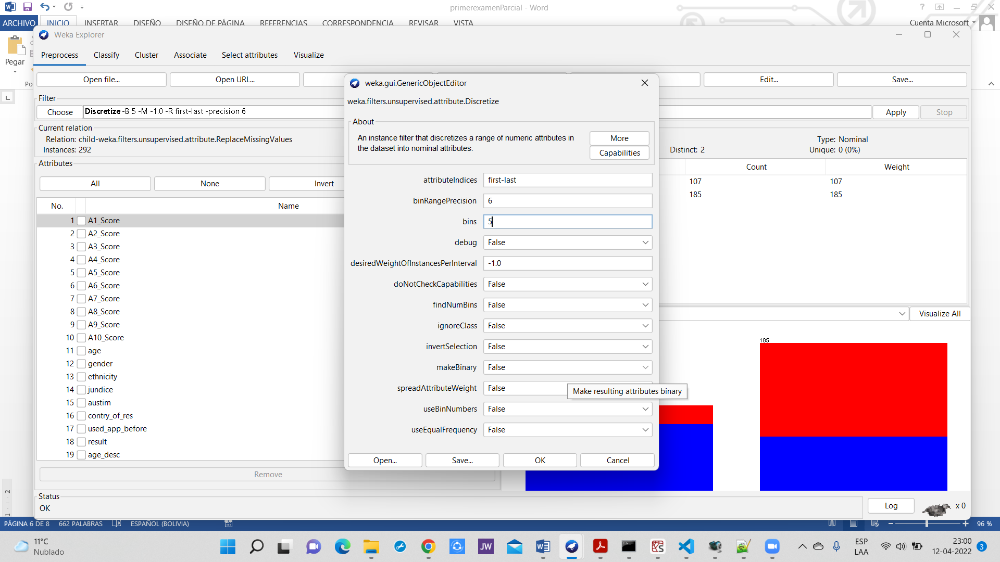 primerexamenParcial - Word
ARCHIVO INICIO INSERTAR DISEÑO DISEÑO DE PÁGINA REFERENCIAS CORRESPONDENCIA REVISAR VISTA Cuenta Microsoft
Pegar
Po
Weka Explorer
Preprocess Classify Cluster Associate Select attributes Visualize
Open file... Open URL... Edit... Save...
Filter
Choose Discretize -B 5 -M -1.0 -R first-last -precision 6 Apply Stop
Current relation
Relation: child-weka.filters.unsupervised.attribute.ReplaceMissingValues
Instances: 292
Attributes
All None Invert
No. Name
1 A1_Score
2 A2_Score
3 A3_Score
4 A4_Score
5 A5_Score
6 A6_Score
7 A7_Score
8 A8_Score
9 A9_Score
10 A10_Score
11 age
12 gender
13 ethnicity
14 jundice
15 austim
16 contry_of_res
17 used_app_before
18 result
19 age_desc
Remove
Status
OK
weka.gui.GenericObjectEditor
weka.filters.unsupervised.attribute.Discretize
About
An instance filter that discretizes a range of numeric attributes in
the dataset into nominal attributes.
More
Capabilities
attributeIndices first-last
binRangePrecision 6
bins 5
debug False
desiredWeightOfInstancesPerInterval -1.0
doNotCheckCapabilities False
findNumBins False
ignoreClass False
invertSelection False
makeBinary False
spreadAttributeWeight False
Make resulting attributes binary
useBinNumbers False
useEqualFrequency False
Open... Save... OK Cancel
Type: Nominal
Distinct: 2 Unique: 0 (0%)
Count Weight
107 107
185 185
Visualize All
185
Log x 0
PÁGINA 6 DE 8 662 PALABRAS ESPAÑOL (BOLIVIA) 96 %
11°C
Nublado
JW
ESP
LAA
23:00
12-04-2022
3